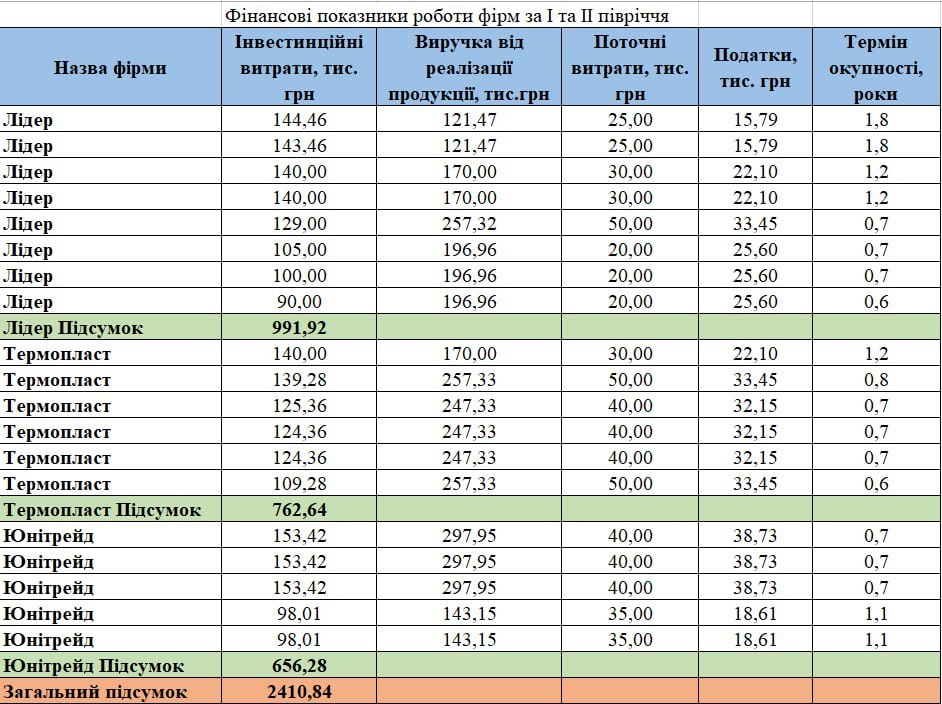 Фінансові показники роботи фірм за І та ІІ півріччя
Назва фірми Інвестинційні витрати, тис. грн Виручка від реалізації продукції, тис.грн Поточні витрати, тис. грн Податки, тис. грн Термін окупності, роки
Лідер 144,46 121,47 25,00 15,79 1,8
Лідер 143,46 121,47 25,00 15,79 1,8
Лідер 140,00 170,00 30,00 22,10 1,2
Лідер 140,00 170,00 30,00 22,10 1,2
Лідер 129,00 257,32 50,00 33,45 0,7
Лідер 105,00 196,96 20,00 25,60 0,7
Лідер 100,00 196,96 20,00 25,60 0,7
Лідер 90,00 196,96 20,00 25,60 0,6
Лідер Підсумок 991,92
Термопласт 140,00 170,00 30,00 22,10 1,2
Термопласт 139,28 257,33 50,00 33,45 0,8
Термопласт 125,36 247,33 40,00 32,15 0,7
Термопласт 124,36 247,33 40,00 32,15 0,7
Термопласт 124,36 247,33 40,00 32,15 0,7
Термопласт 109,28 257,33 50,00 33,45 0,6
Термопласт Підсумок 762,64
Юнітрейд 153,42 297,95 40,00 38,73 0,7
Юнітрейд 153,42 297,95 40,00 38,73 0,7
Юнітрейд 153,42 297,95 40,00 38,73 0,7
Юнітрейд 98,01 143,15 35,00 18,61 1,1
Юнітрейд 98,01 143,15 35,00 18,61 1,1
Юнітрейд Підсумок 656,28
Загальний підсумок 2410,84